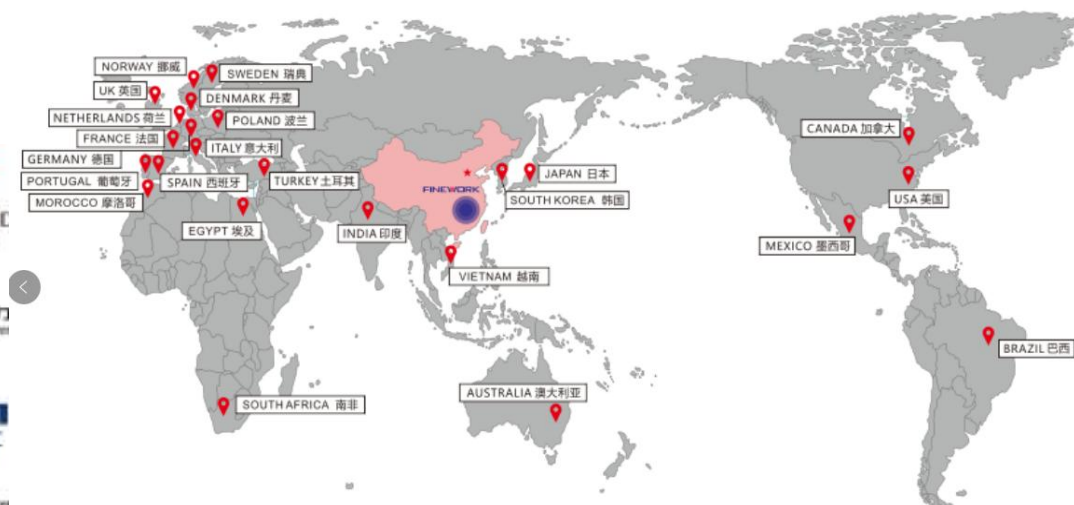 NORWAY 挪威
SWEDEN 瑞典
UK 英国
DENMARK 丹麦
NETHERLANDS 荷兰
POLAND 波兰
FRANCE 法国
ITALY 意大利
GERMANY 德国
PORTUGAL 葡萄牙
SPAIN 西班牙
TURKEY 土耳其
MOROCCO 摩洛哥
EGYPT 埃及
INDIA 印度
FINEWORK
JAPAN 日本
SOUTH KOREA 韩国
VIETNAM 越南
CANADA 加拿大
USA 美国
MEXICO 墨西哥
BRAZIL 巴西
SOUTH AFRICA 南非
AUSTRALIA 澳大利亚